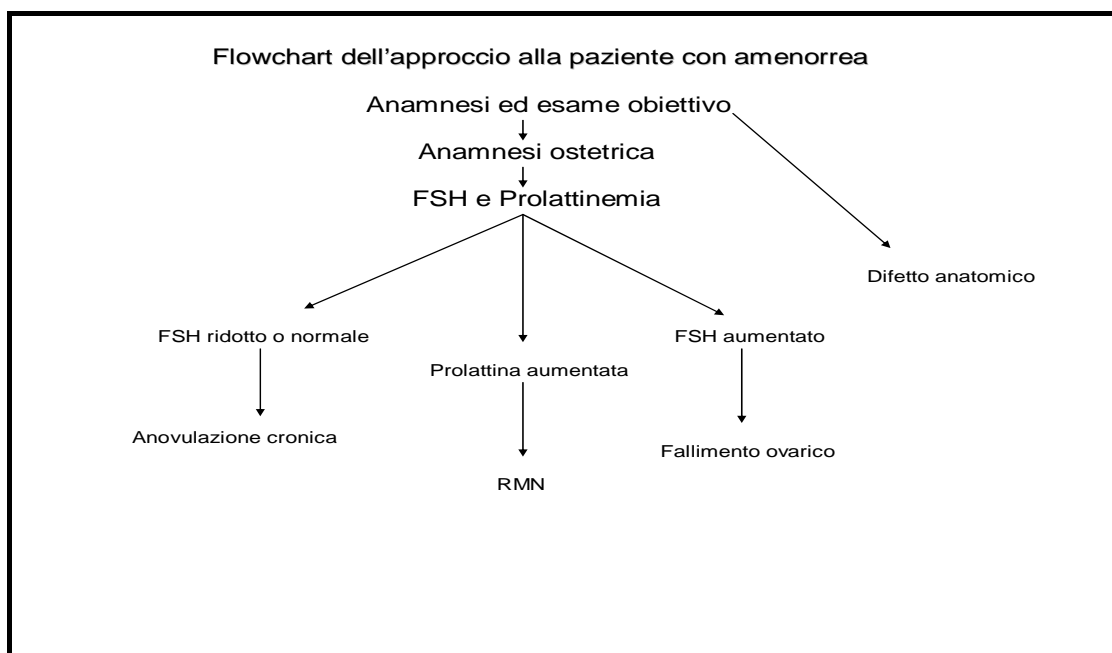 Flowchart dell'approccio alla paziente con amenorrea
Anamnesi ed esame obiettivo
Anamnesi ostetrica
FSH e Prolattinemia
Difetto anatomico
FSH ridotto o normale
FSH aumentato
Prolattina aumentata
Anovulazione cronica
Fallimento ovarico
RMN